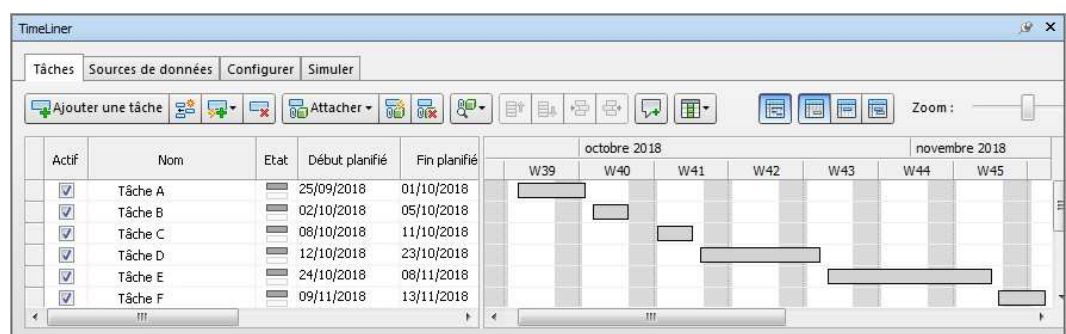 TimeLiner
Tâches Sources de données Configurer Simuler
Ajouter une tâche Attacher Zoom :
octobre 2018 novembre 2018
Actif Nom Etat Début planifié Fin planifié W39 W40 W41 W42 W43 W44 W45
Tâche A 25/09/2018 01/10/2018
Tâche B 02/10/2018 05/10/2018
Tâche C 08/10/2018 11/10/2018
Tâche D 12/10/2018 23/10/2018
Tâche E 24/10/2018 08/11/2018
Tâche F 09/11/2018 13/11/2018